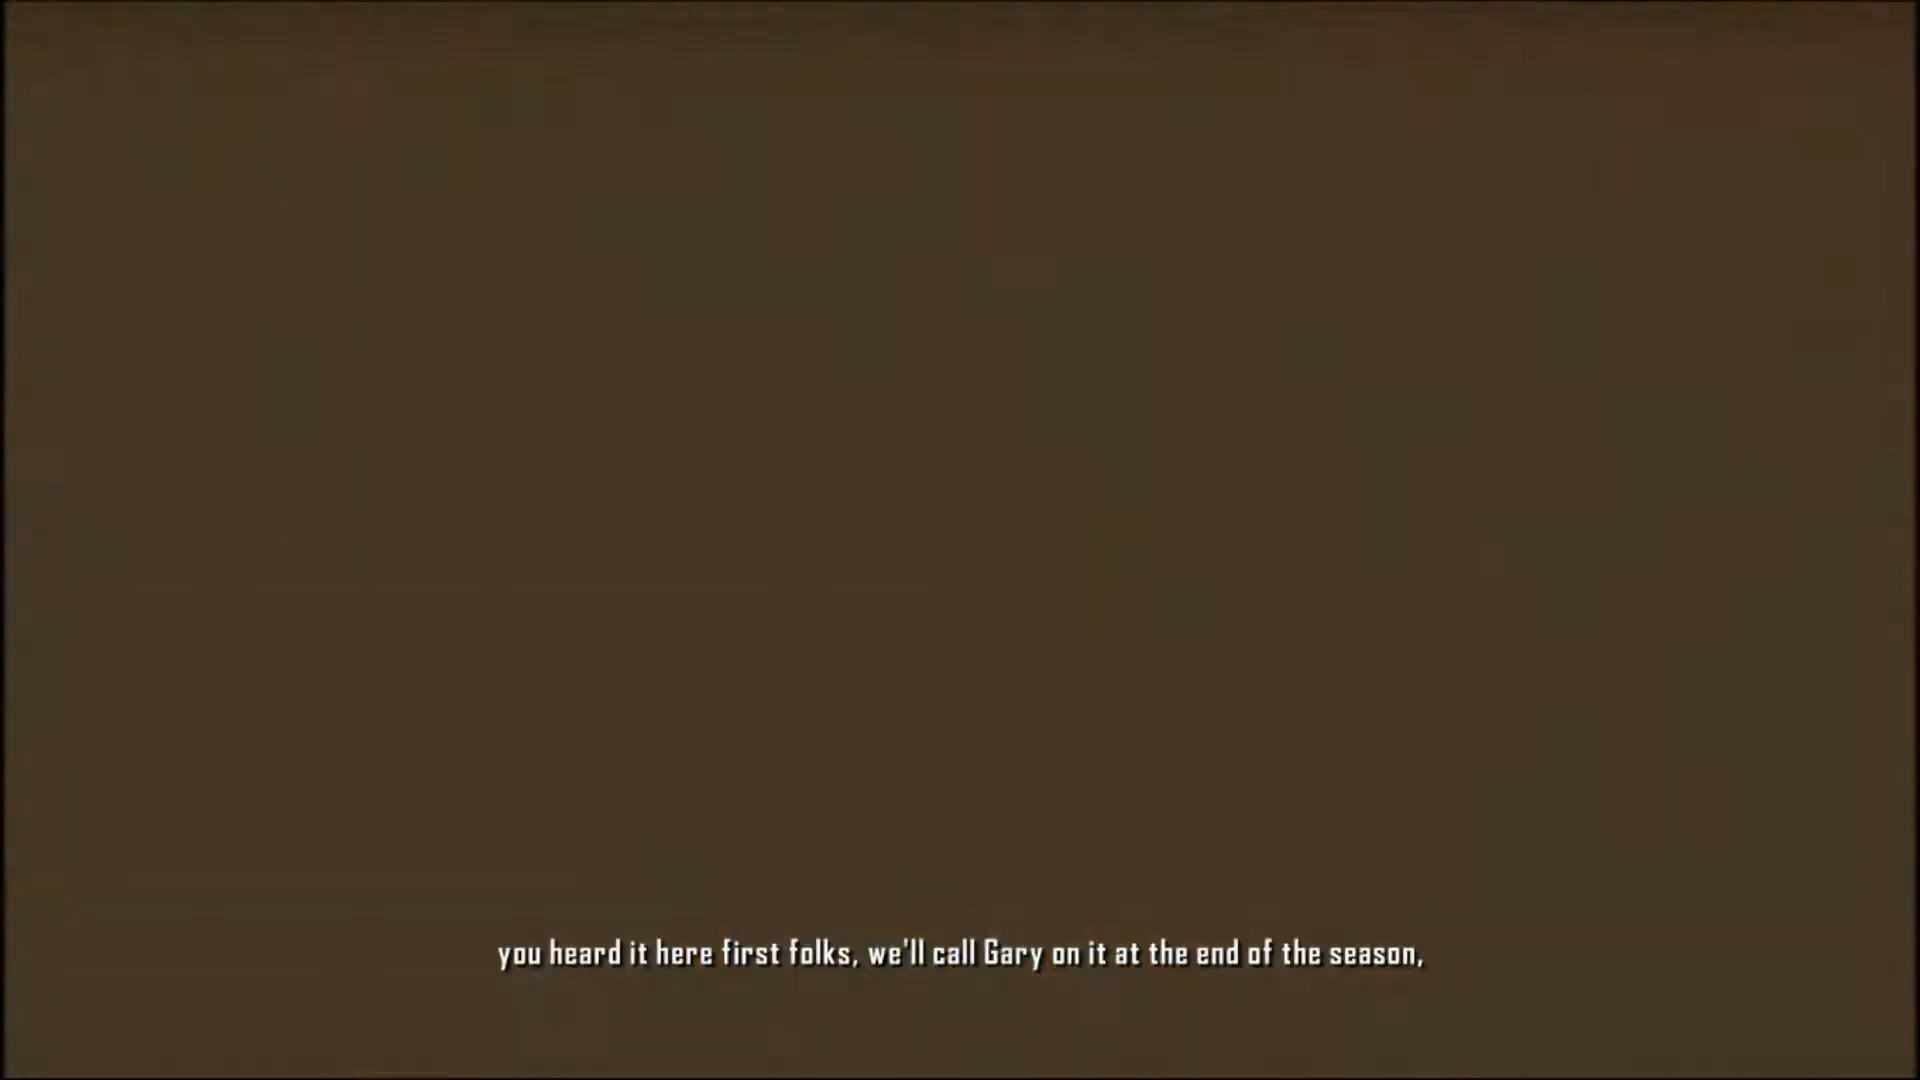 you heard it here first folks, we'll call Gary on it at the end of the season,